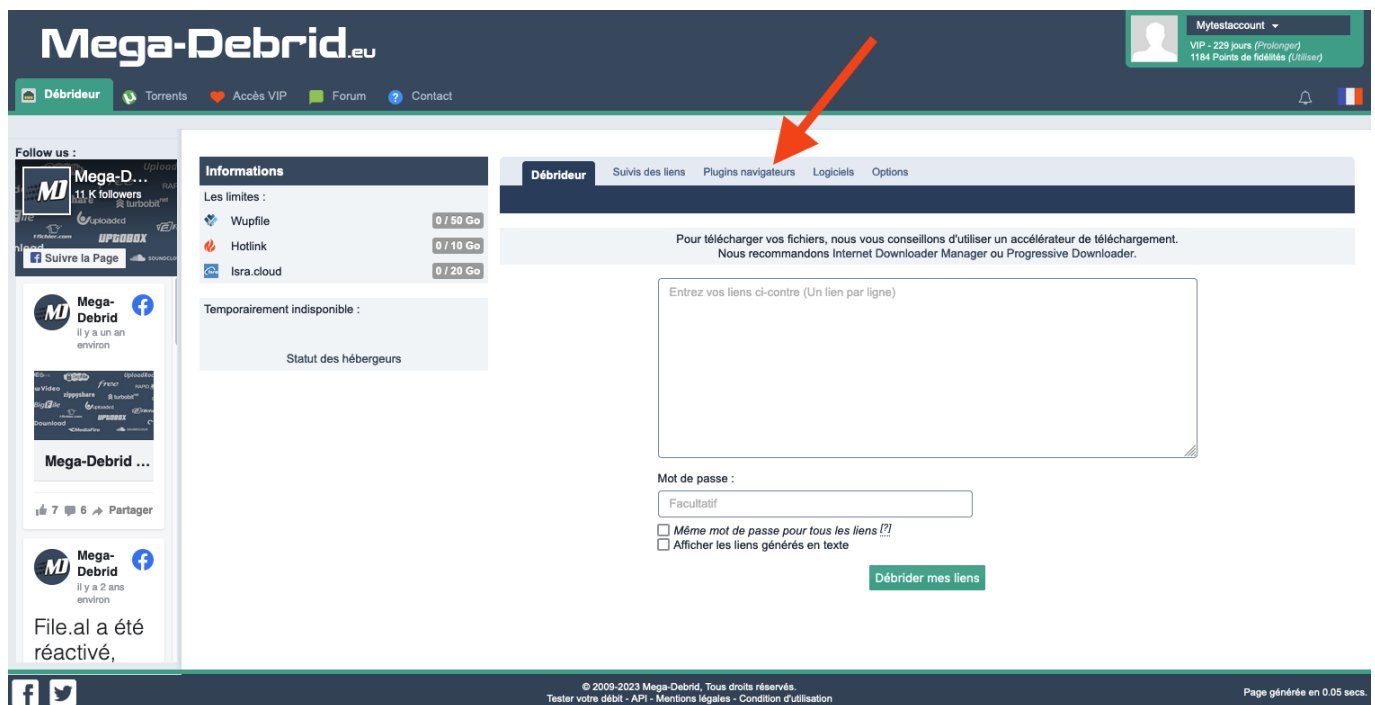 Mega-Debrid.eu
Mytestaccount
VIP - 229 jours (Prolonger)
1184 Points de fidélités (Utiliser)
Débrideur
Torrents
Accès VIP
Forum
Contact
Follow us :
Mega-D...
11 K followers
Suivre la Page
Mega-
Debrid
il y a un an
environ
Mega-Debrid ...
7 6 Partager
Mega-
Debrid
il y a 2 ans
environ
File.al a été
réactivé,
Informations
Les limites :
Wupfile 0 / 50 Go
Hotlink 0 / 10 Go
Isra.cloud 0 / 20 Go
Temporairement indisponible :
Statut des hébergeurs
Débrideur Suivis des liens Plugins navigateurs Logiciels Options
Pour télécharger vos fichiers, nous vous conseillons d'utiliser un accélérateur de téléchargement.
Nous recommandons Internet Downloader Manager ou Progressive Downloader.
Entrez vos liens ci-contre (Un lien par ligne)
Mot de passe :
Facultatif
Même mot de passe pour tous les liens [?]
Afficher les liens générés en texte
Débrider mes liens
© 2009-2023 Mega-Debrid, Tous droits réservés.
Tester votre débit - API - Mentions légales - Condition d'utilisation
Page générée en 0.05 secs.